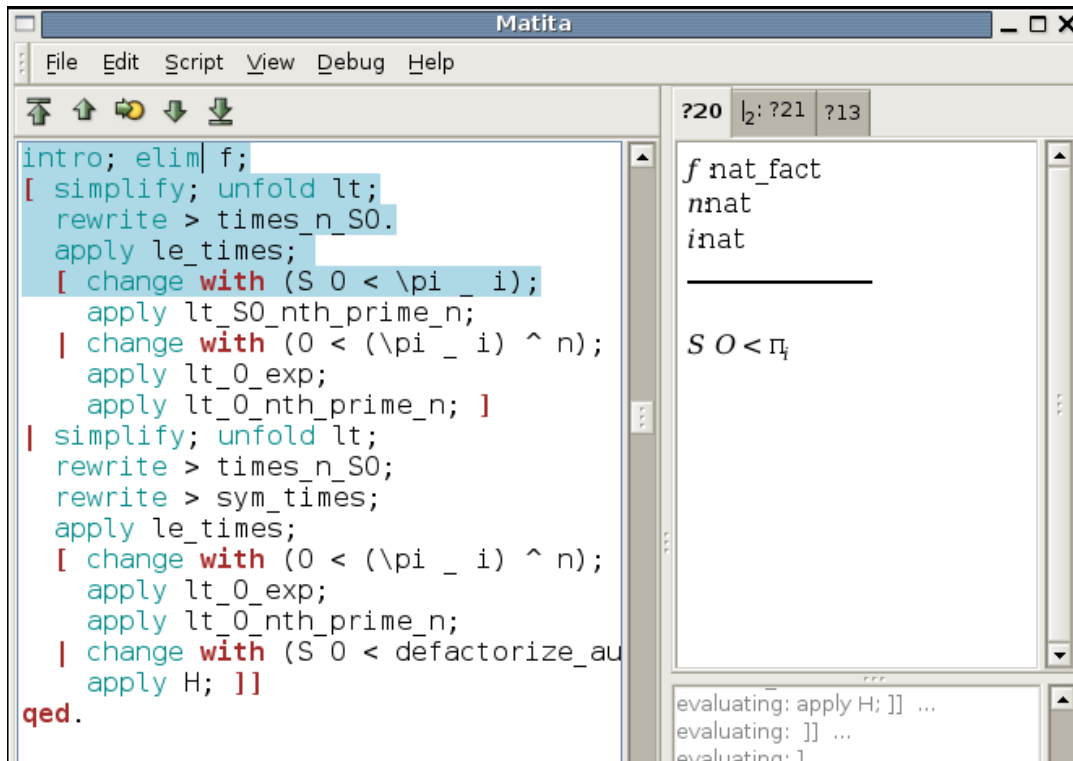 Matita
File Edit Script View Debug Help
intro; elim f;
[ simplify; unfold lt;
rewrite > times_n_SO.
apply le_times;
[ change with (S O < \pi _ i);
apply lt_SO_nth_prime_n;
| change with (O < (\pi _ i) ^ n);
apply lt_O_exp;
apply lt_O_nth_prime_n; ]
| simplify; unfold lt;
rewrite > times_n_SO;
rewrite > sym_times;
apply le_times;
[ change with (O < (\pi _ i) ^ n);
apply lt_O_exp;
apply lt_O_nth_prime_n;
| change with (S O < defactorize_au
apply H; ]]
qed.
?20 |₂: ?21 ?13
f:nat_fact
n:nat
i:nat
S O < πᵢ
evaluating: apply H; ]] ...
evaluating: ]] ...
evaluating: ]